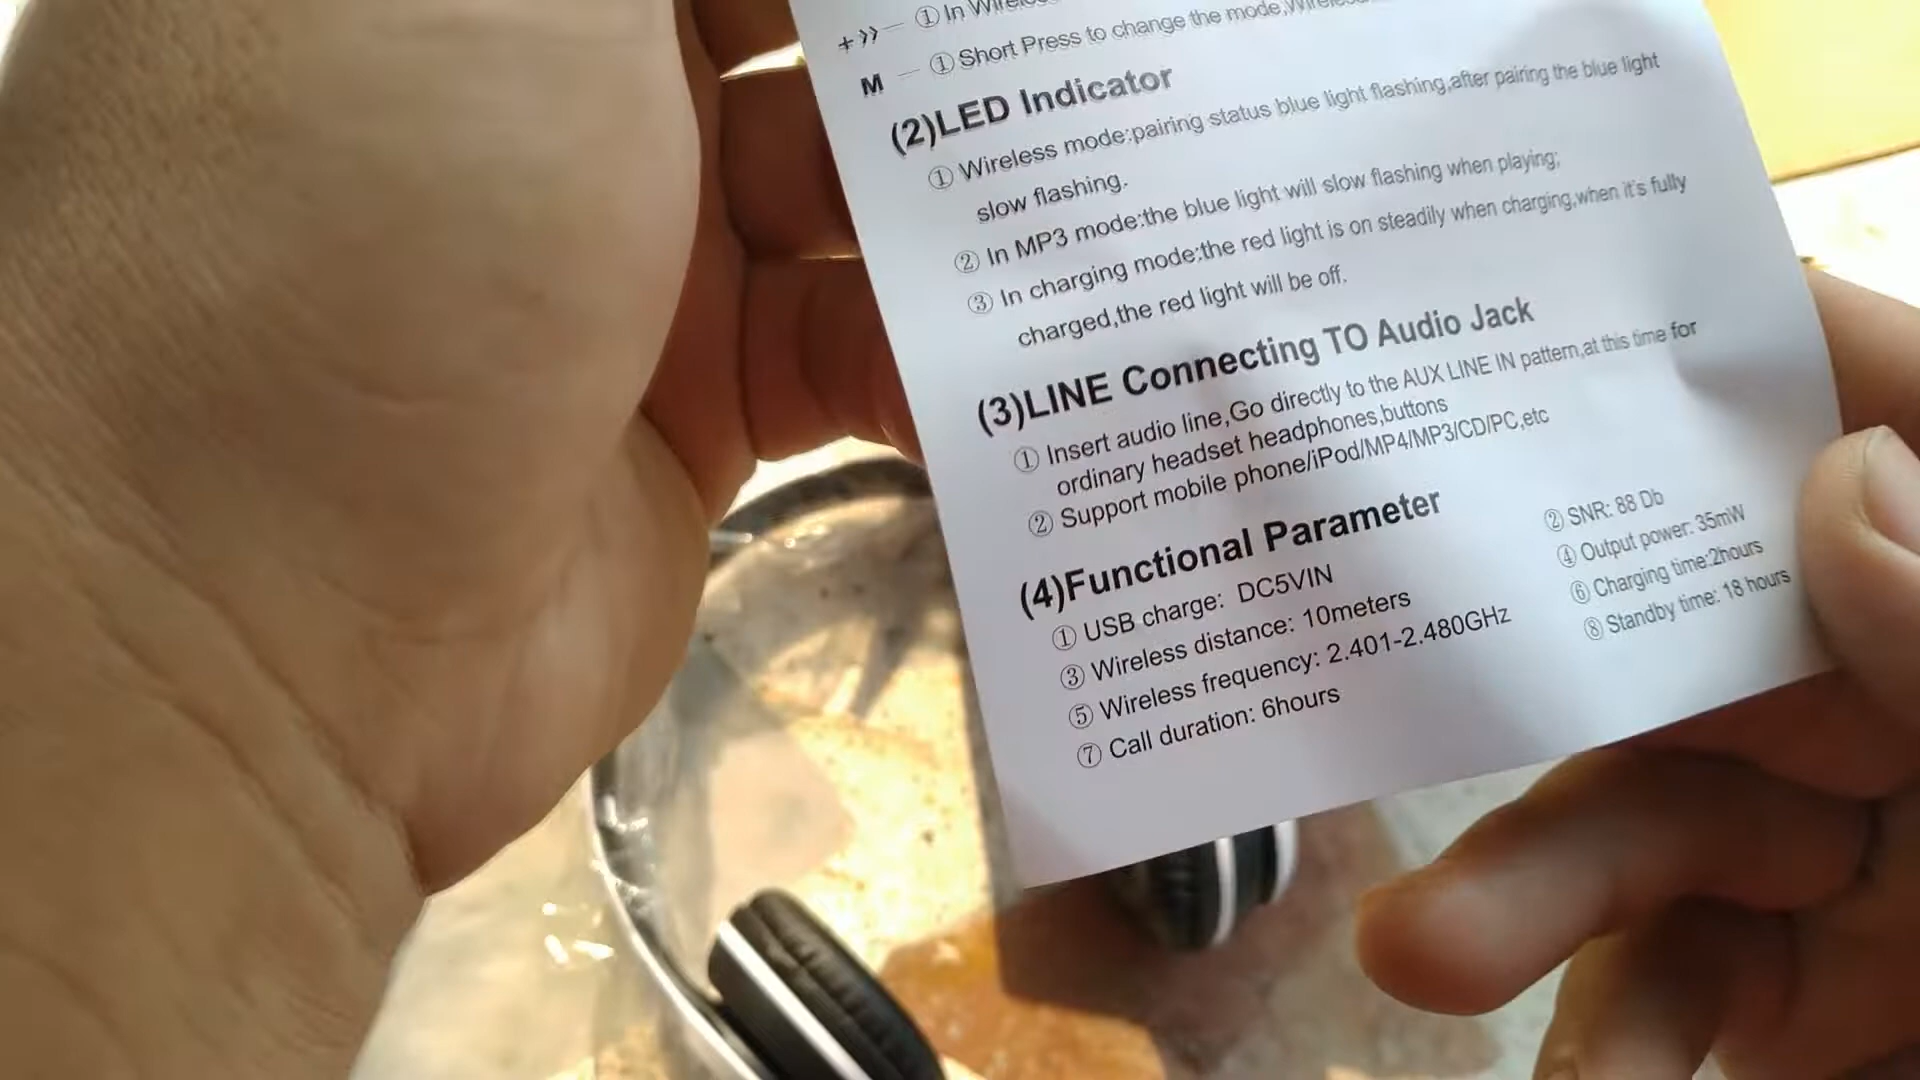 + »— ① In Wireless
M — ① Short Press to change the mode,
(2)LED Indicator
① Wireless mode:pairing status blue light flashing,after pairing the blue light
slow flashing.
② In MP3 mode:the blue light will slow flashing when playing;
③ In charging mode:the red light is on steadily when charging,when it's fully
charged,the red light will be off.
(3)LINE Connecting TO Audio Jack
① Insert audio line,Go directly to the AUX LINE IN pattern,at this time for
ordinary headset headphones,buttons
② Support mobile phone/iPod/MP4/MP3/CD/PC,etc
(4)Functional Parameter
① USB charge: DC5VIN ② SNR: 88 Db
③ Wireless distance: 10meters ④ Output power: 35mW
⑤ Wireless frequency: 2.401-2.480GHz ⑥ Charging time:2hours
⑦ Call duration: 6hours ⑧ Standby time: 18 hours